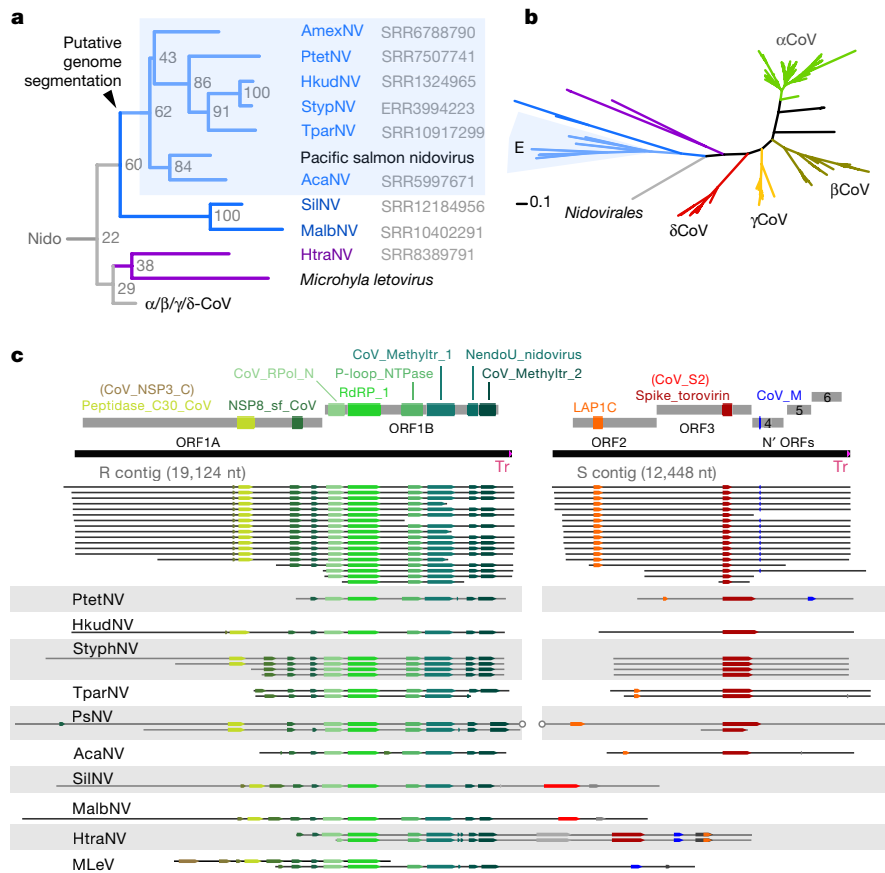 a
Putative
genome
segmentation
AmexNV SRR6788790
43
PtetNV SRR7507741
86
HkudNV SRR1324965
100
StypNV ERR3994223
62
91
TparNV SRR10917299
Pacific salmon nidovirus
60
84
AcaNV SRR5997671
SilNV SRR12184956
100
MalbNV SRR10402291
Nido
22
HtraNV SRR8389791
38
Microhyla letovirus
29
α/β/γ/δ-CoV
b
αCoV
E
0.1
Nidovirales
δCoV
γCoV
βCoV
c
CoV_Methyltr_1 NendoU_nidovirus
(CoV_NSP3_C) CoV_RPol_N P-loop_NTPase CoV_Methyltr_2
Peptidase_C30_CoV NSP8_sf_CoV RdRP_1
ORF1A ORF1B
(CoV_S2)
LAP1C Spike_torovirin CoV_M
4 5 6
ORF2 ORF3 N′ ORFs
Tr
R contig (19,124 nt)
Tr
S contig (12,448 nt)
PtetNV
HkudNV
StyphNV
TparNV
PsNV
AcaNV
SilNV
MalbNV
HtraNV
MLeV